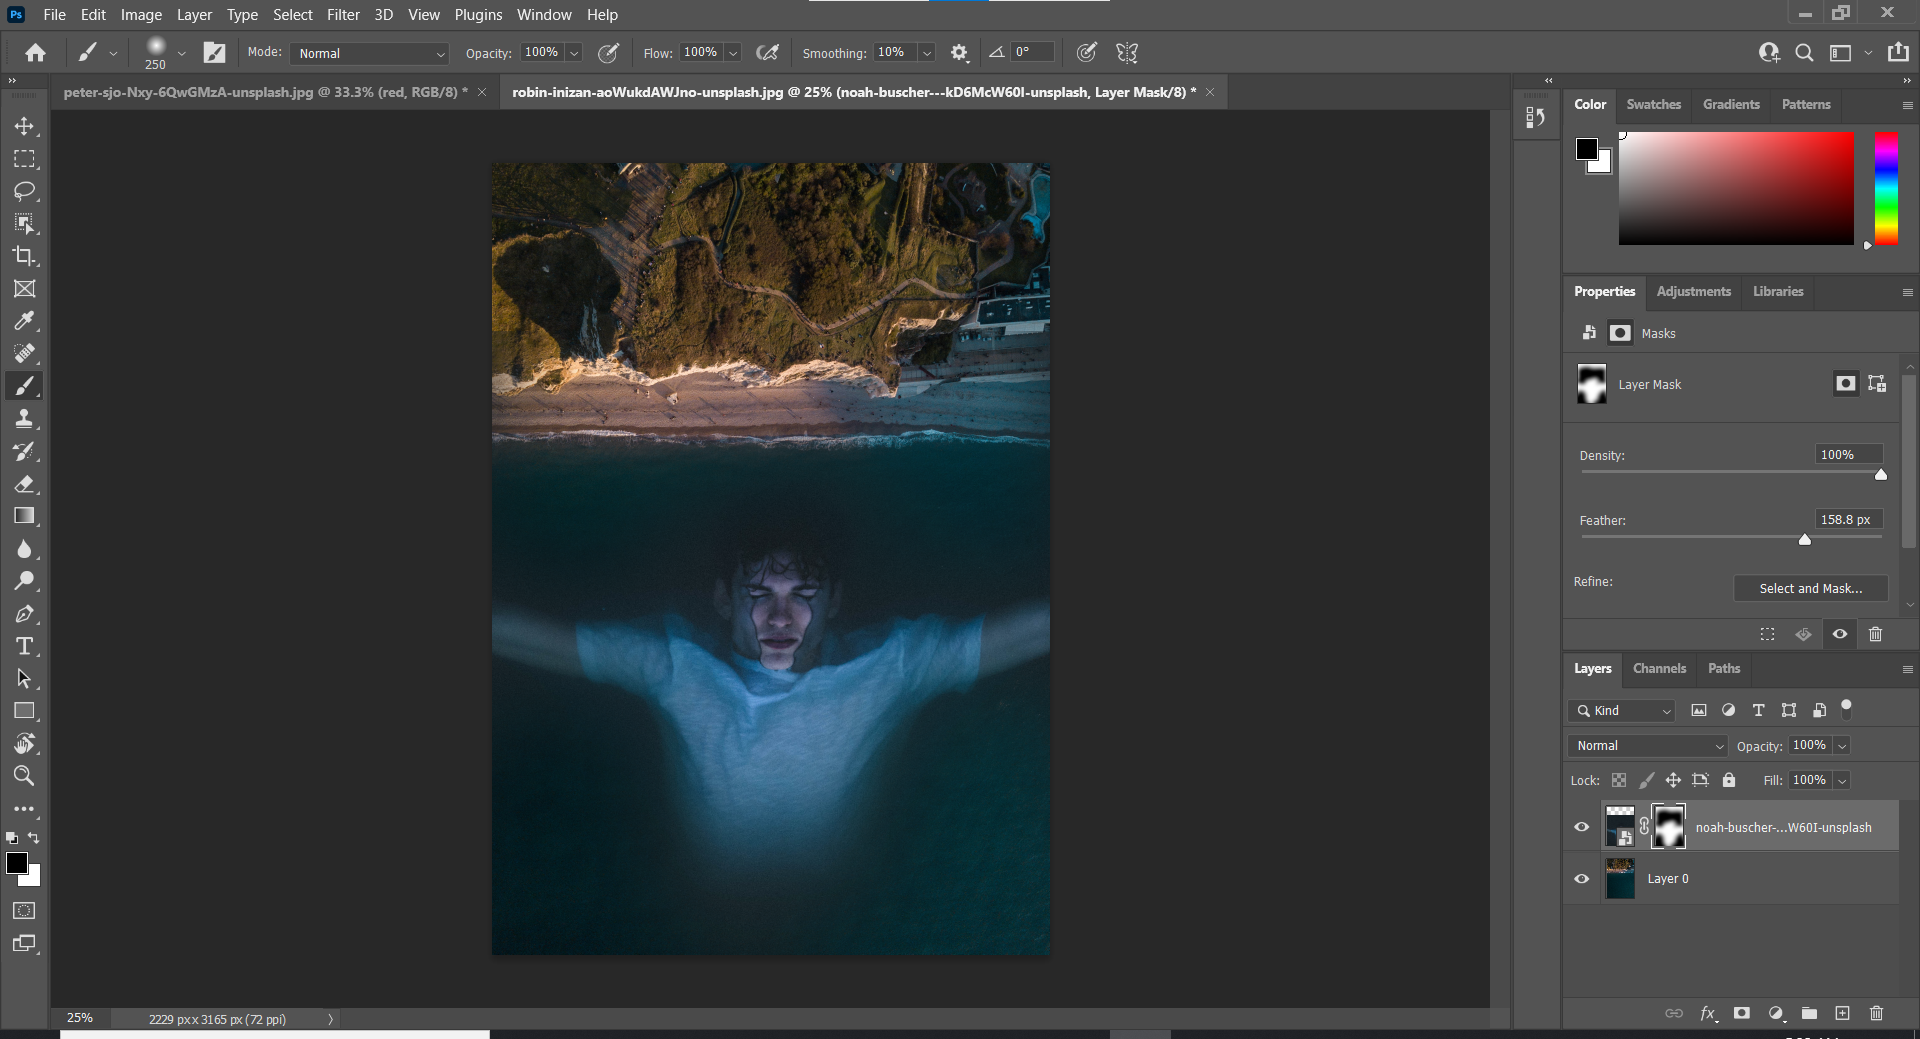 Ps File Edit Image Layer Type Select Filter 3D View Plugins Window Help
250 Mode: Normal Opacity: 100% Flow: 100% Smoothing: 10% 0°
peter-sjo-Nxy-6QwGMzA-unsplash.jpg @ 33.3% (red, RGB/8) * robin-inizan-aoWukdAWJno-unsplash.jpg @ 25% (noah-buscher---kD6McW60I-unsplash, Layer Mask/8) *
Color Swatches Gradients Patterns
Properties Adjustments Libraries
Masks
Layer Mask
Density: 100%
Feather: 158.8 px
Refine: Select and Mask...
Layers Channels Paths
Kind
Normal Opacity: 100%
Lock: Fill: 100%
noah-buscher-...W60I-unsplash
Layer 0
fx
25% 2229 px x 3165 px (72 ppi)